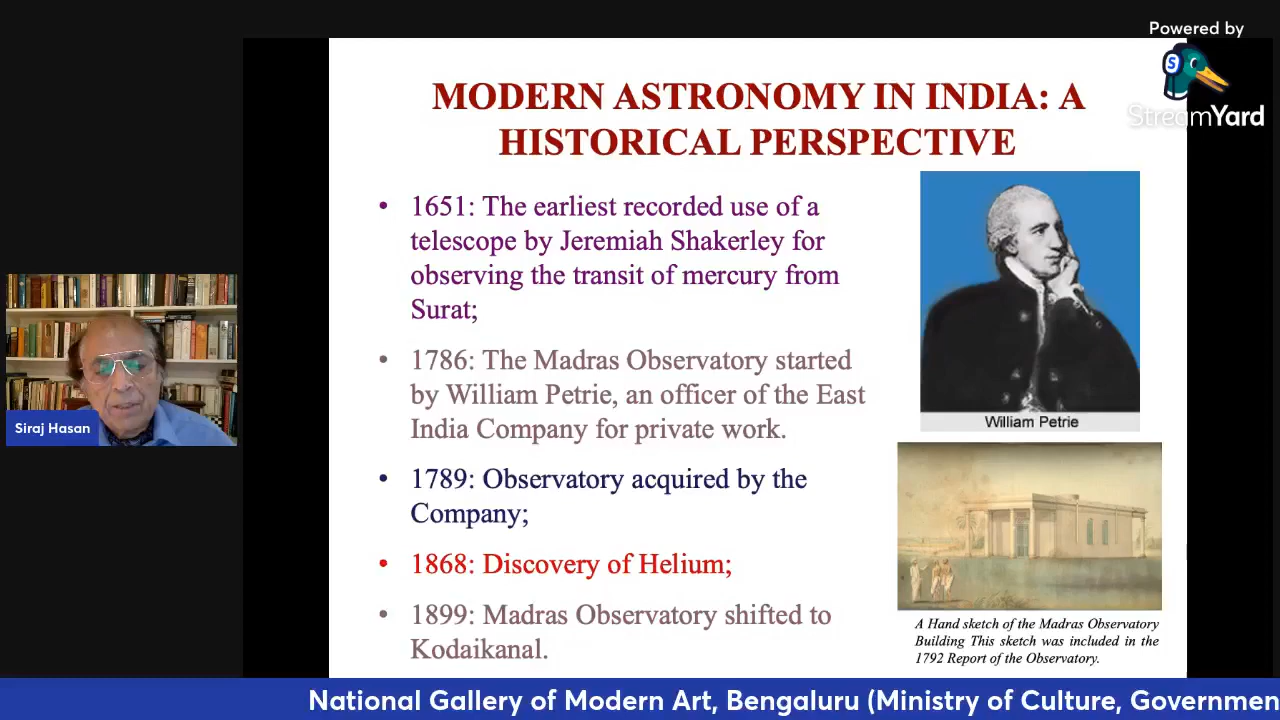 Powered by
StreamYard
MODERN ASTRONOMY IN INDIA: A
HISTORICAL PERSPECTIVE
• 1651: The earliest recorded use of a
telescope by Jeremiah Shakerley for
observing the transit of mercury from
Surat;
• 1786: The Madras Observatory started
by William Petrie, an officer of the East
India Company for private work.
• 1789: Observatory acquired by the
Company;
• 1868: Discovery of Helium;
• 1899: Madras Observatory shifted to
Kodaikanal.
William Petrie
A Hand sketch of the Madras Observatory
Building This sketch was included in the
1792 Report of the Observatory.
Siraj Hasan
National Gallery of Modern Art, Bengaluru (Ministry of Culture, Governmen